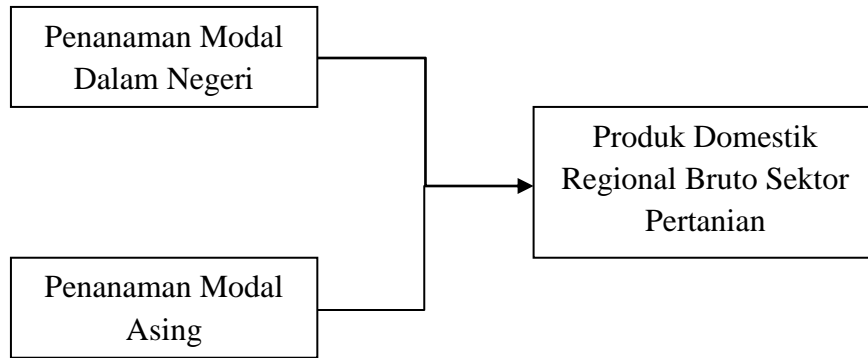 Penanaman Modal
Dalam Negeri
Produk Domestik
Regional Bruto Sektor
Pertanian
Penanaman Modal
Asing